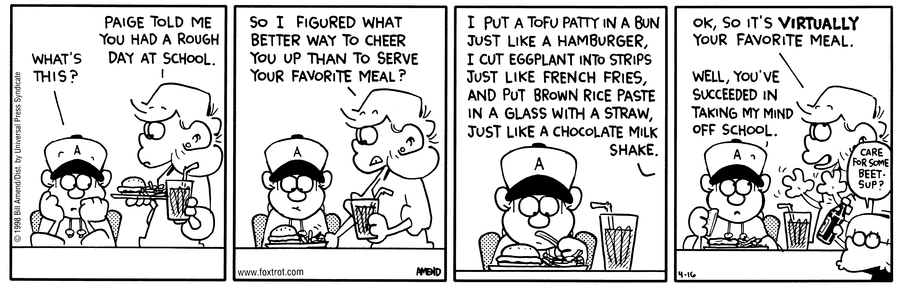 WHAT'S
THIS?
PAIGE TOLD ME
YOU HAD A ROUGH
DAY AT SCHOOL.
© 1998 Bill Amend/Dist. by Universal Press Syndicate
A
SO I FIGURED WHAT
BETTER WAY TO CHEER
YOU UP THAN TO SERVE
YOUR FAVORITE MEAL?
A
www.foxtrot.com
AMEND
I PUT A TOFU PATTY IN A BUN
JUST LIKE A HAMBURGER,
I CUT EGGPLANT INTO STRIPS
JUST LIKE FRENCH FRIES,
AND PUT BROWN RICE PASTE
IN A GLASS WITH A STRAW,
JUST LIKE A CHOCOLATE MILK
SHAKE.
A
OK, SO IT'S VIRTUALLY
YOUR FAVORITE MEAL.
WELL, YOU'VE
SUCCEEDED IN
TAKING MY MIND
OFF SCHOOL.
A
CARE
FOR SOME
BEET-
SUP?
4-16